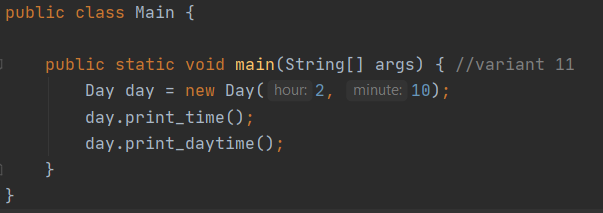 public class Main {
public static void main(String[] args) { //variant 11
Day day = new Day( hour: 2, minute: 10);
day.print_time();
day.print_daytime();
}
}